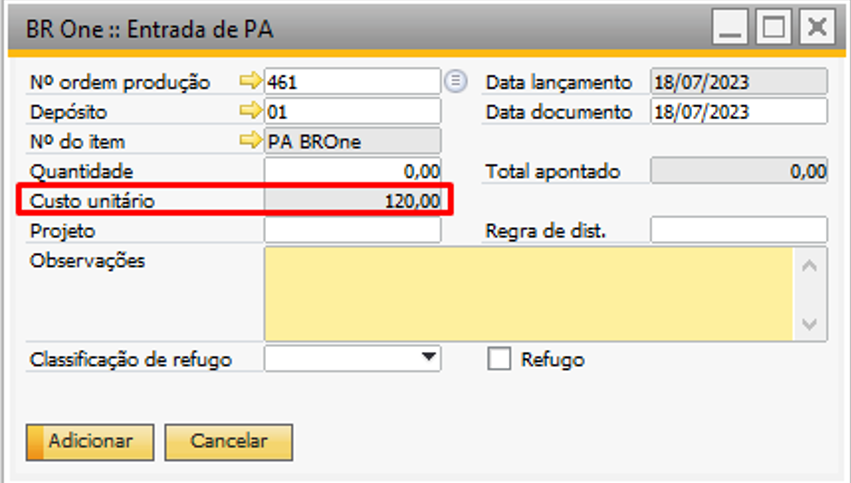 BR One :: Entrada de PA
Nº ordem produção 461 Data lançamento 18/07/2023
Depósito 01 Data documento 18/07/2023
Nº do item PA BROne
Quantidade 0,00 Total apontado 0,00
Custo unitário 120,00
Projeto Regra de dist.
Observações
Classificação de refugo Refugo
Adicionar Cancelar